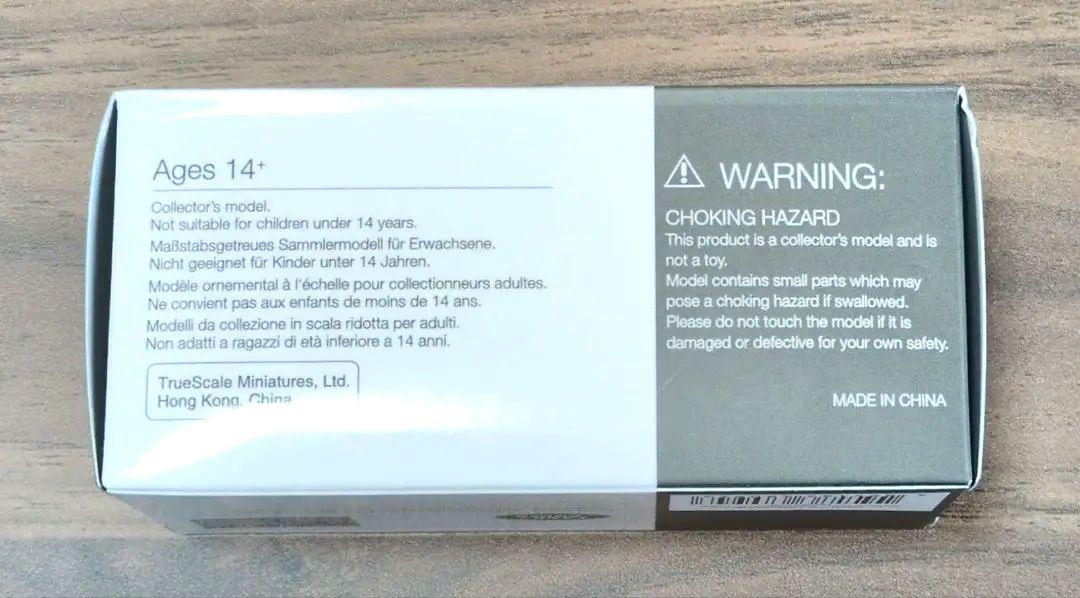 Ages 14+
Collector's model.
Not suitable for children under 14 years.
Maßstabsgetreues Sammlermodell für Erwachsene.
Nicht geeignet für Kinder unter 14 Jahren.
Modèle ornemental à l'échelle pour collectionneurs adultes.
Ne convient pas aux enfants de moins de 14 ans.
Modelli da collezione in scala ridotta per adulti.
Non adatti a ragazzi di età inferiore a 14 anni.
TrueScale Miniatures, Ltd.
Hong Kong, China
WARNING:
CHOKING HAZARD
This product is a collector's model and is
not a toy.
Model contains small parts which may
pose a choking hazard if swallowed.
Please do not touch the model if it is
damaged or defective for your own safety.
MADE IN CHINA